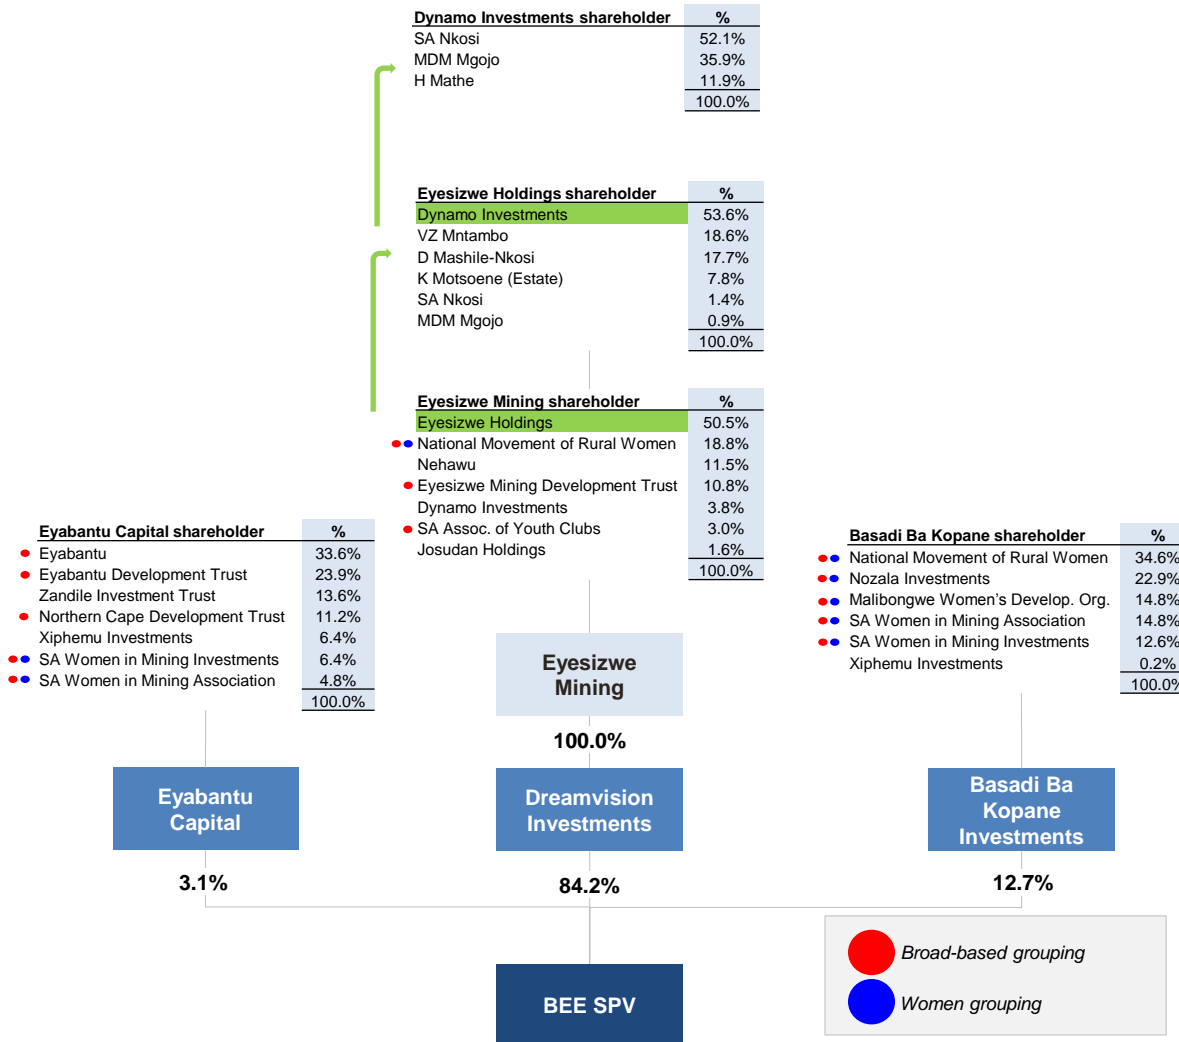 Dynamo Investments shareholder %
SA Nkosi 52.1%
MDM Mgojo 35.9%
H Mathe 11.9%
100.0%
Eyesizwe Holdings shareholder %
Dynamo Investments 53.6%
VZ Mntambo 18.6%
D Mashile-Nkosi 17.7%
K Motsoene (Estate) 7.8%
SA Nkosi 1.4%
MDM Mgojo 0.9%
100.0%
Eyesizwe Mining shareholder %
Eyesizwe Holdings 50.5%
National Movement of Rural Women 18.8%
Nehawu 11.5%
Eyesizwe Mining Development Trust 10.8%
Dynamo Investments 3.8%
SA Assoc. of Youth Clubs 3.0%
Josudan Holdings 1.6%
100.0%
Eyabantu Capital shareholder %
Eyabantu 33.6%
Eyabantu Development Trust 23.9%
Zandile Investment Trust 13.6%
Northern Cape Development Trust 11.2%
Xiphemu Investments 6.4%
SA Women in Mining Investments 6.4%
SA Women in Mining Association 4.8%
100.0%
Basadi Ba Kopane shareholder %
National Movement of Rural Women 34.6%
Nozala Investments 22.9%
Malibongwe Women's Develop. Org. 14.8%
SA Women in Mining Association 14.8%
SA Women in Mining Investments 12.6%
Xiphemu Investments 0.2%
100.0%
Eyesizwe
Mining
100.0%
Eyabantu
Capital
Dreamvision
Investments
Basadi Ba
Kopane
Investments
3.1%
84.2%
12.7%
BEE SPV
Broad-based grouping
Women grouping